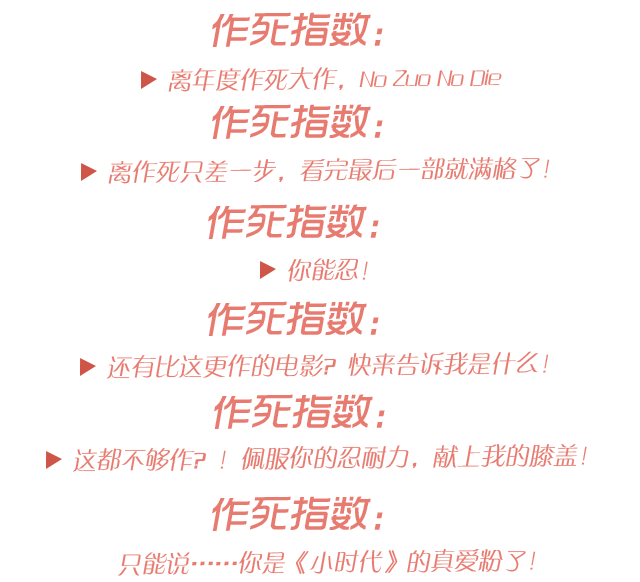 作死指数：
▶ 离年度作死大作，No Zuo No Die
作死指数：
▶ 离作死只差一步，看完最后一部就满格了！
作死指数：
▶ 你能忍！
作死指数：
▶ 还有比这更作的电影？快来告诉我是什么！
作死指数：
▶ 这都不够作？！佩服你的忍耐力，献上我的膝盖！
作死指数：
只能说……你是《小时代》的真爱粉了！